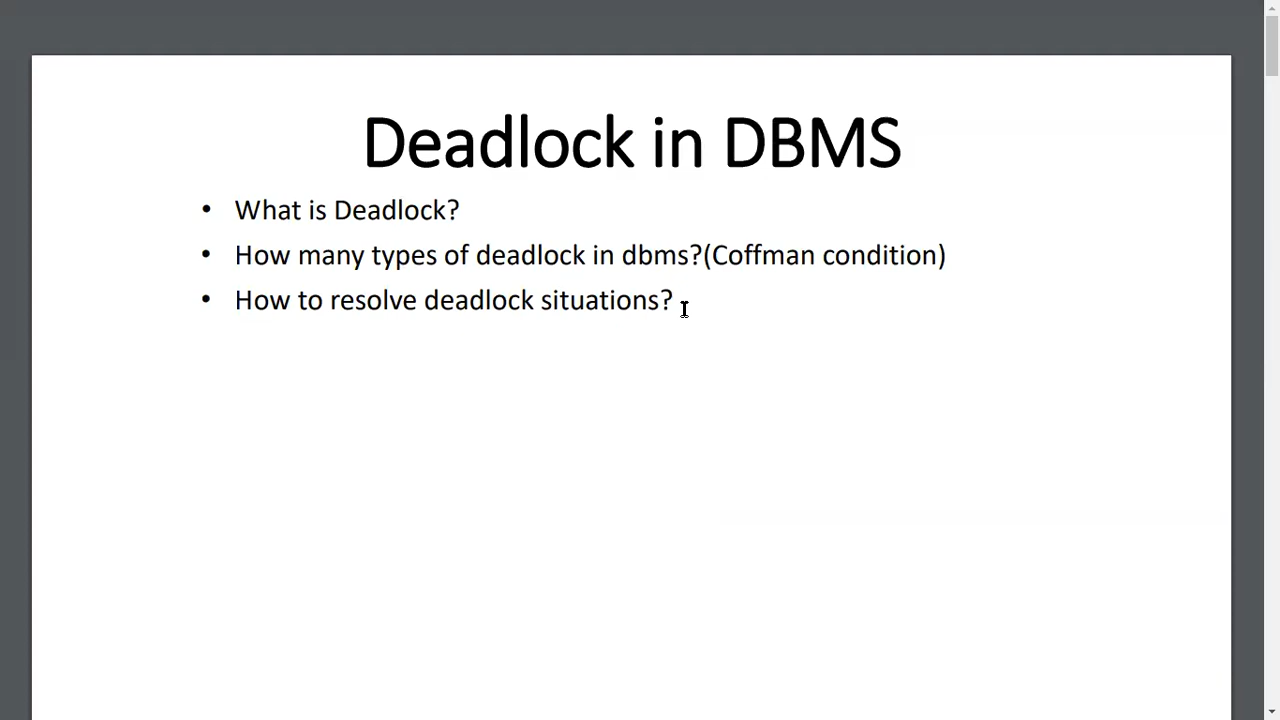 Deadlock in DBMS
• What is Deadlock?
• How many types of deadlock in dbms?(Coffman condition)
• How to resolve deadlock situations?